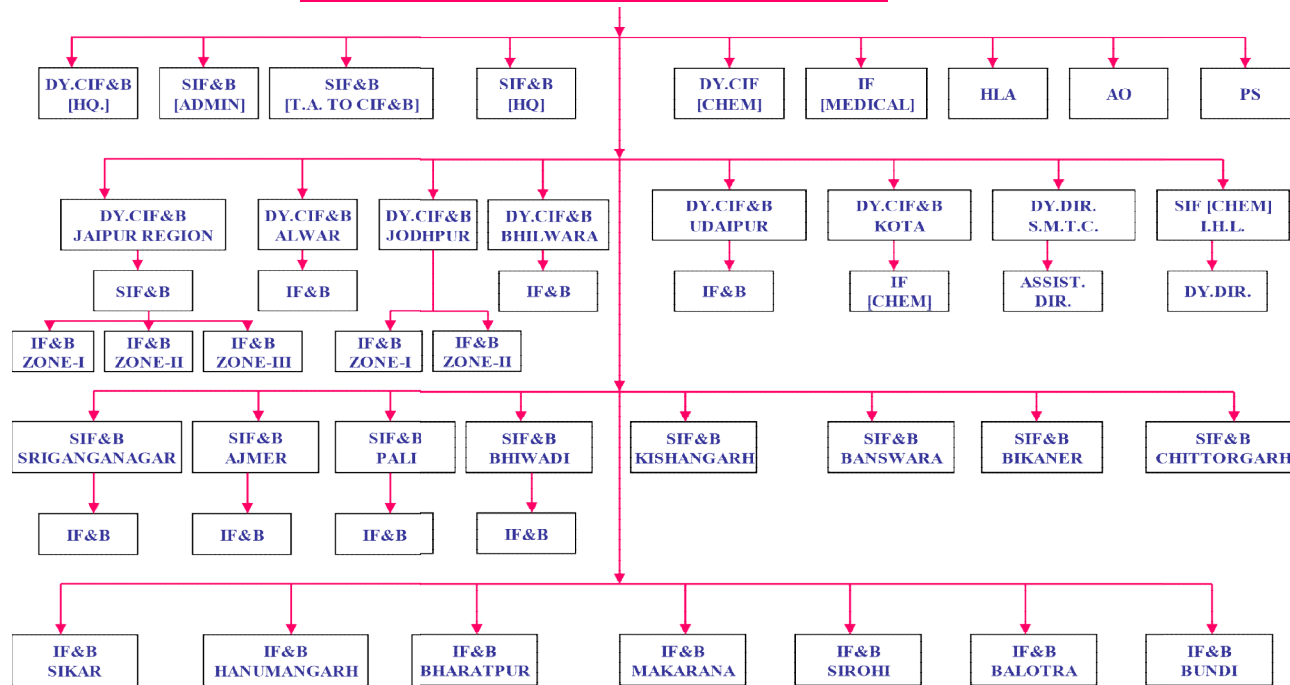 DY.CIF&B
[HQ.]
SIF&B
[ADMIN]
SIF&B
[T.A. TO CIF&B]
SIF&B
[HQ]
DY.CIF
[CHEM]
IF
[MEDICAL]
HLA
AO
PS
DY.CIF&B
JAIPUR REGION
DY.CIF&B
ALWAR
DY.CIF&B
JODHPUR
DY.CIF&B
BHILWARA
DY.CIF&B
UDAIPUR
DY.CIF&B
KOTA
DY.DIR.
S.M.T.C.
SIF [CHEM]
I.H.L.
SIF&B
IF&B
IF&B
IF&B
IF
[CHEM]
ASSIST.
DIR.
DY.DIR.
IF&B
ZONE-I
IF&B
ZONE-II
IF&B
ZONE-III
IF&B
ZONE-I
IF&B
ZONE-II
SIF&B
SRIGANGANAGAR
SIF&B
AJMER
SIF&B
PALI
SIF&B
BHIWADI
SIF&B
KISHANGARH
SIF&B
BANSWARA
SIF&B
BIKANER
SIF&B
CHITTORGARH
IF&B
IF&B
IF&B
IF&B
IF&B
SIKAR
IF&B
HANUMANGARH
IF&B
BHARATPUR
IF&B
MAKARANA
IF&B
SIROHI
IF&B
BALOTRA
IF&B
BUNDI